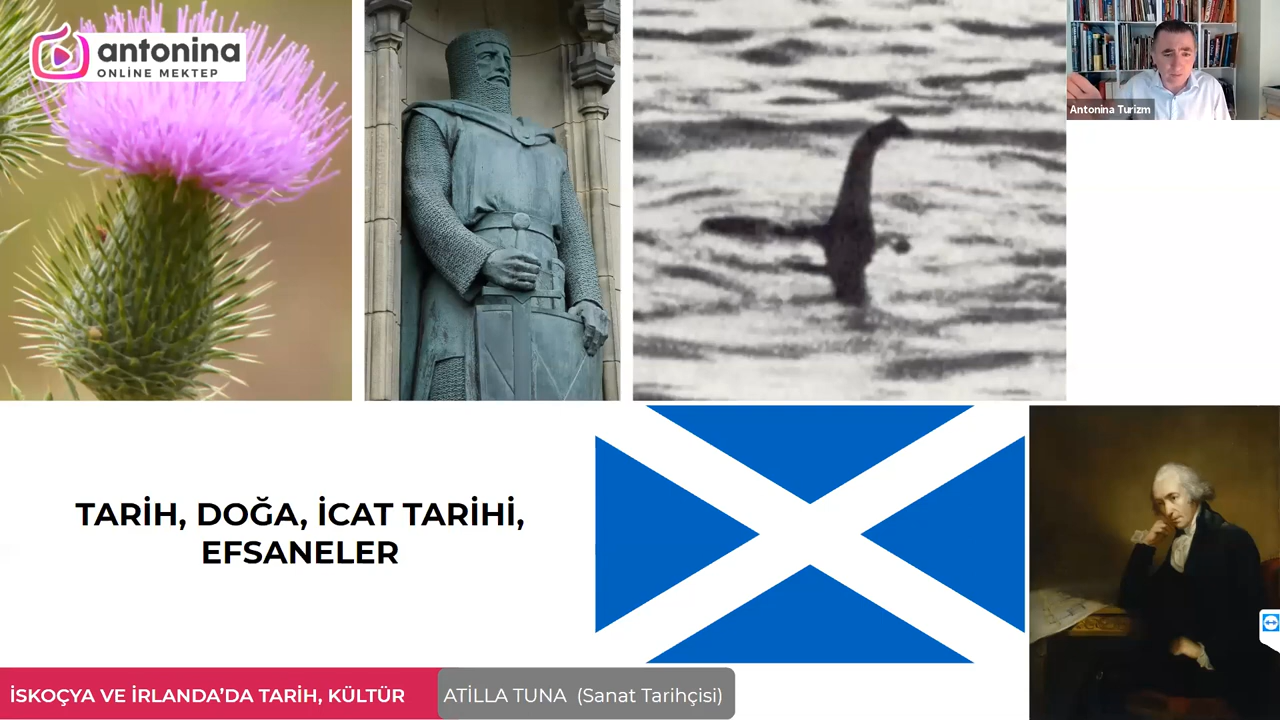 antonina
ONLINE MEKTEP
Antonina Turizm
TARİH, DOĞA, İCAT TARİHİ,
EFSANELER
İSKOÇYA VE İRLANDA’DA TARİH, KÜLTÜR
ATİLLA TUNA (Sanat Tarihçisi)